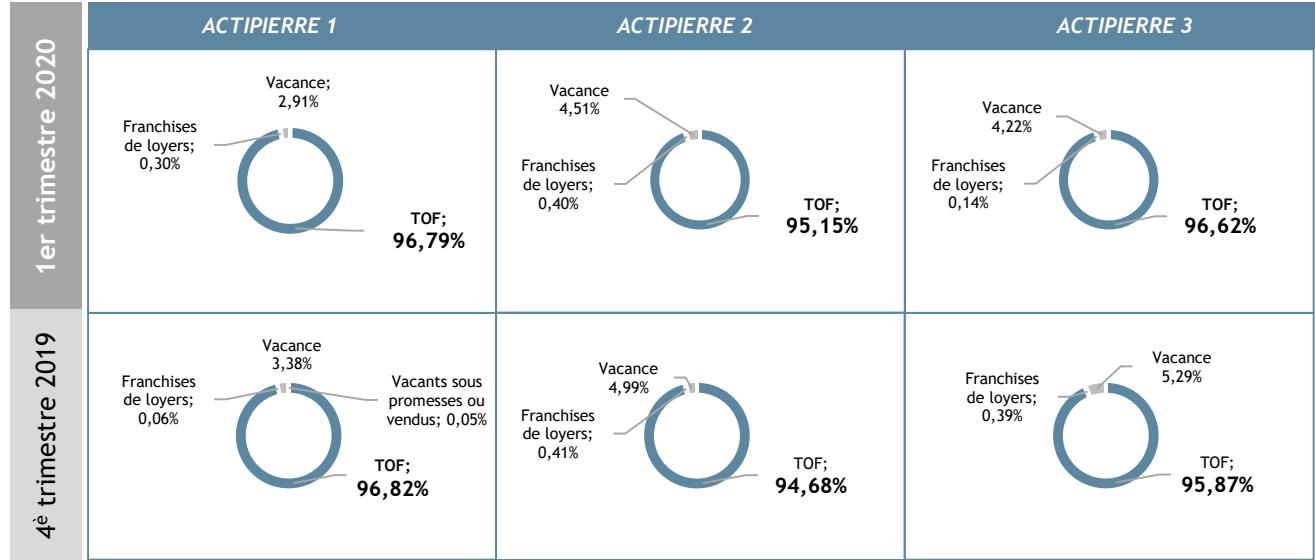 ACTIPIERRE 1
ACTIPIERRE 2
ACTIPIERRE 3
1er trimestre 2020
Vacance;
2,91%
Franchises
de loyers;
0,30%
TOF;
96,79%
Vacance
4,51%
Franchises
de loyers;
0,40%
TOF;
95,15%
Vacance
4,22%
Franchises
de loyers;
0,14%
TOF;
96,62%
4è trimestre 2019
Vacance
3,38%
Franchises
de loyers;
0,06%
Vacants sous
promesses ou
vendus; 0,05%
TOF;
96,82%
Vacance
4,99%
Franchises
de loyers;
0,41%
TOF;
94,68%
Vacance
5,29%
Franchises
de loyers;
0,39%
TOF;
95,87%